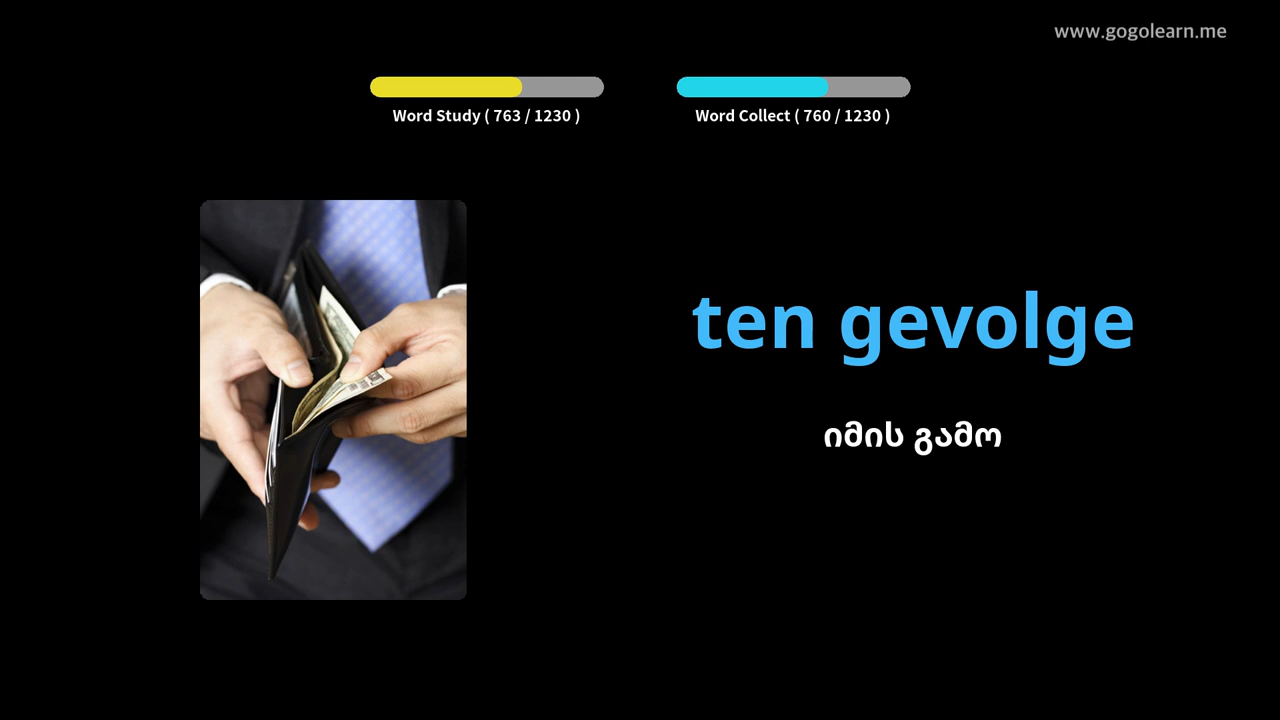 www.gogolearn.me
Word Study ( 763 / 1230 )
Word Collect ( 760 / 1230 )
ten gevolge
იმის გამო